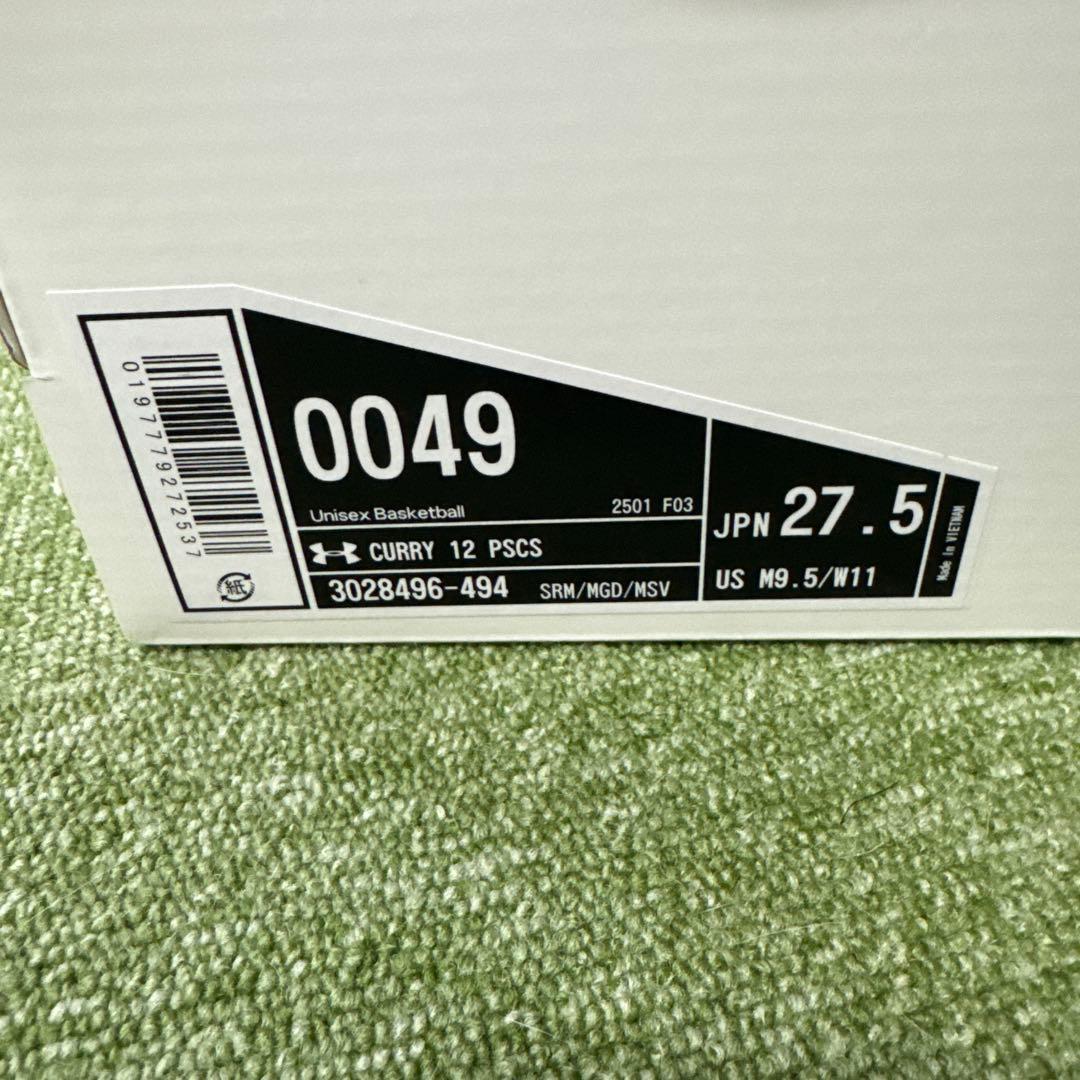 0197779272537
紙
0049
Unisex Basketball 2501 F03
CURRY 12 PSCS
3028496-494 SRM/MGD/MSV
JPN 27.5
US M9.5/W11
Made in VIETNAM